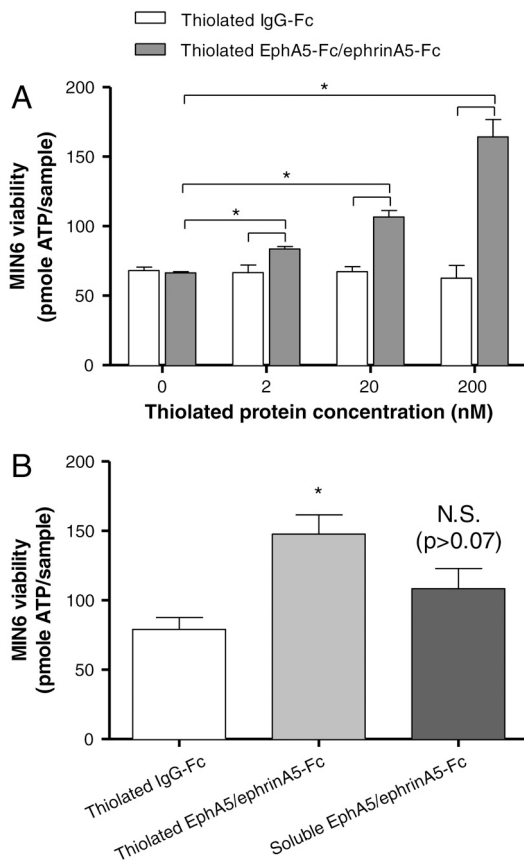 Thiolated IgG-Fc
Thiolated EphA5-Fc/ephrinA5-Fc
A
MIN6 viability
(pmole ATP/sample)
200
150
100
50
0
*
*
*
0
2
20
200
Thiolated protein concentration (nM)
B
MIN6 viability
(pmole ATP/sample)
200
150
100
50
0
*
N.S.
(p>0.07)
Thiolated IgG-Fc
Thiolated EphA5/ephrinA5-Fc
Soluble EphA5/ephrinA5-Fc